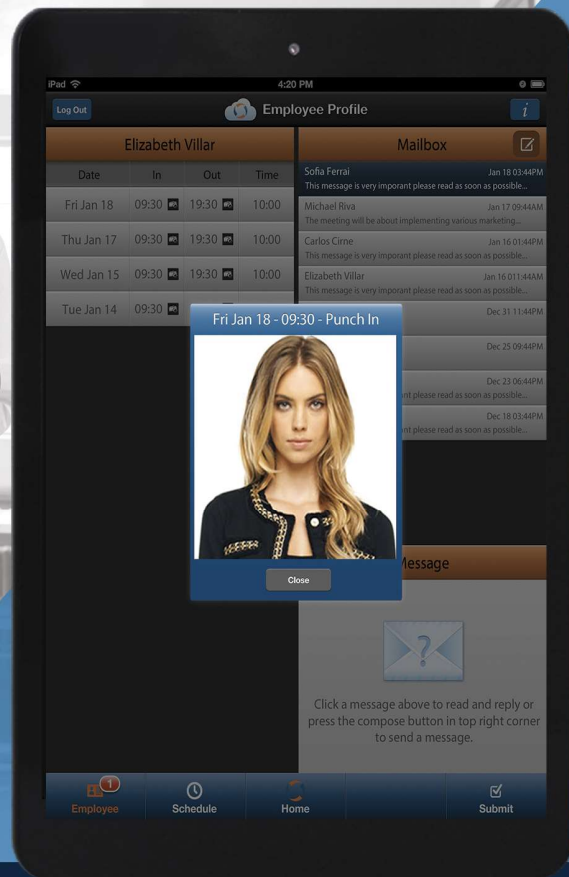 iPad
4:20 PM
Log Out
Employee Profile
i
Elizabeth Villar
Date In Out Time
Fri Jan 18 09:30 19:30 10:00
Thu Jan 17 09:30 19:30 10:00
Wed Jan 15 09:30 19:30 10:00
Tue Jan 14 09:30
Mailbox
Sofia Ferrai Jan 18 03:44PM
This message is very imporant please read as soon as possible...
Michael Riva Jan 17 09:44AM
The meeting will be about implementing various marketing...
Carlos Cirne Jan 16 01:44PM
This message is very imporant please read as soon as possible...
Elizabeth Villar Jan 16 011:44AM
This message is very imporant please read as soon as possible...
Dec 31 11:44PM
Dec 25 09:44PM
Dec 23 06:44PM
ant please read as soon as possible...
Dec 18 03:44PM
ant please read as soon as possible...
Fri Jan 18 - 09:30 - Punch In
Close
Message
?
Click a message above to read and reply or
press the compose button in top right corner
to send a message.
1
Employee
Schedule
Home
Submit